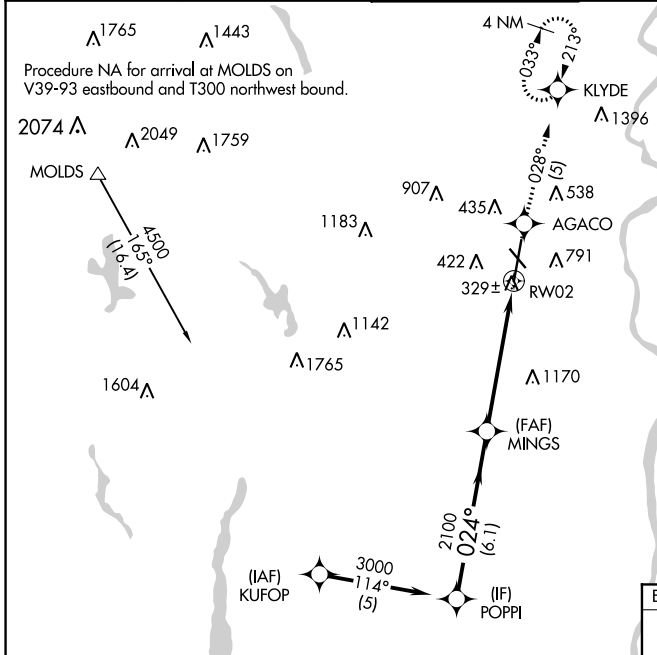 4 NM
033°
213°
KLYDE
1765
1443
Procedure NA for arrival at MOLDS on
V39-93 eastbound and T300 northwest bound.
1396
2074
2049
1759
MOLDS
028°
(5)
907
435
538
AGACO
4500
165°
(16.4)
1183
422
791
329±
RW02
1142
1765
1604
1170
(FAF)
MINGS
2100
024°
(6.1)
(IAF)
KUFOP
3000
114°
(5)
(IF)
POPPI
E